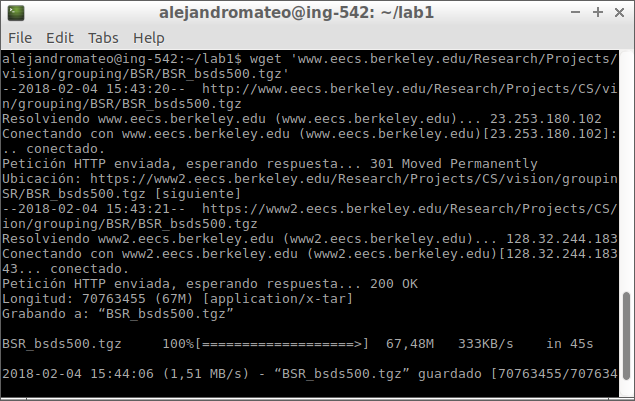 alejandromateo@ing-542: ~/lab1
File Edit Tabs Help
alejandromateo@ing-542:~/lab1$ wget 'www.eecs.berkeley.edu/Research/Projects/
vision/grouping/BSR/BSR_bsds500.tgz'
--2018-02-04 15:43:20--  http://www.eecs.berkeley.edu/Research/Projects/CS/vi
n/grouping/BSR/BSR_bsds500.tgz
Resolviendo www.eecs.berkeley.edu (www.eecs.berkeley.edu)... 23.253.180.102
Conectando con www.eecs.berkeley.edu (www.eecs.berkeley.edu)[23.253.180.102]:
.. conectado.
Petición HTTP enviada, esperando respuesta... 301 Moved Permanently
Ubicación: https://www2.eecs.berkeley.edu/Research/Projects/CS/vision/groupin
SR/BSR_bsds500.tgz [siguiente]
--2018-02-04 15:43:21--  https://www2.eecs.berkeley.edu/Research/Projects/CS/
ion/grouping/BSR/BSR_bsds500.tgz
Resolviendo www2.eecs.berkeley.edu (www2.eecs.berkeley.edu)... 128.32.244.183
Conectando con www2.eecs.berkeley.edu (www2.eecs.berkeley.edu)[128.32.244.183
43... conectado.
Petición HTTP enviada, esperando respuesta... 200 OK
Longitud: 70763455 (67M) [application/x-tar]
Grabando a: “BSR_bsds500.tgz”
BSR_bsds500.tgz     100%[===================>]  67,48M   333KB/s    in 45s
2018-02-04 15:44:06 (1,51 MB/s) - “BSR_bsds500.tgz” guardado [70763455/707634